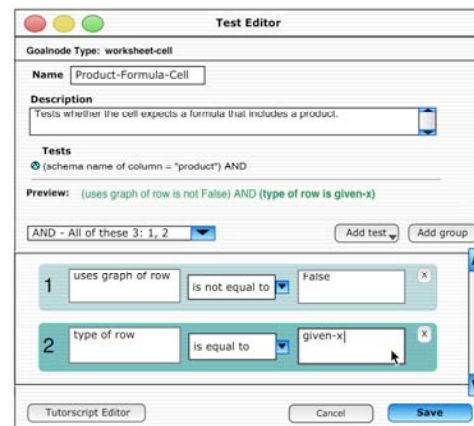 Test Editor
Goalnode Type: worksheet-cell
Name Product-Formula-Cell
Description
Tests whether the cell expects a formula that includes a product.
Tests
(schema name of column = "product") AND
Preview: (uses graph of row is not False) AND (type of row is given-x)
AND - All of these 3: 1, 2 Add test Add group
1 uses graph of row is not equal to False X
2 type of row is equal to given-x X
Tutorscript Editor Cancel Save